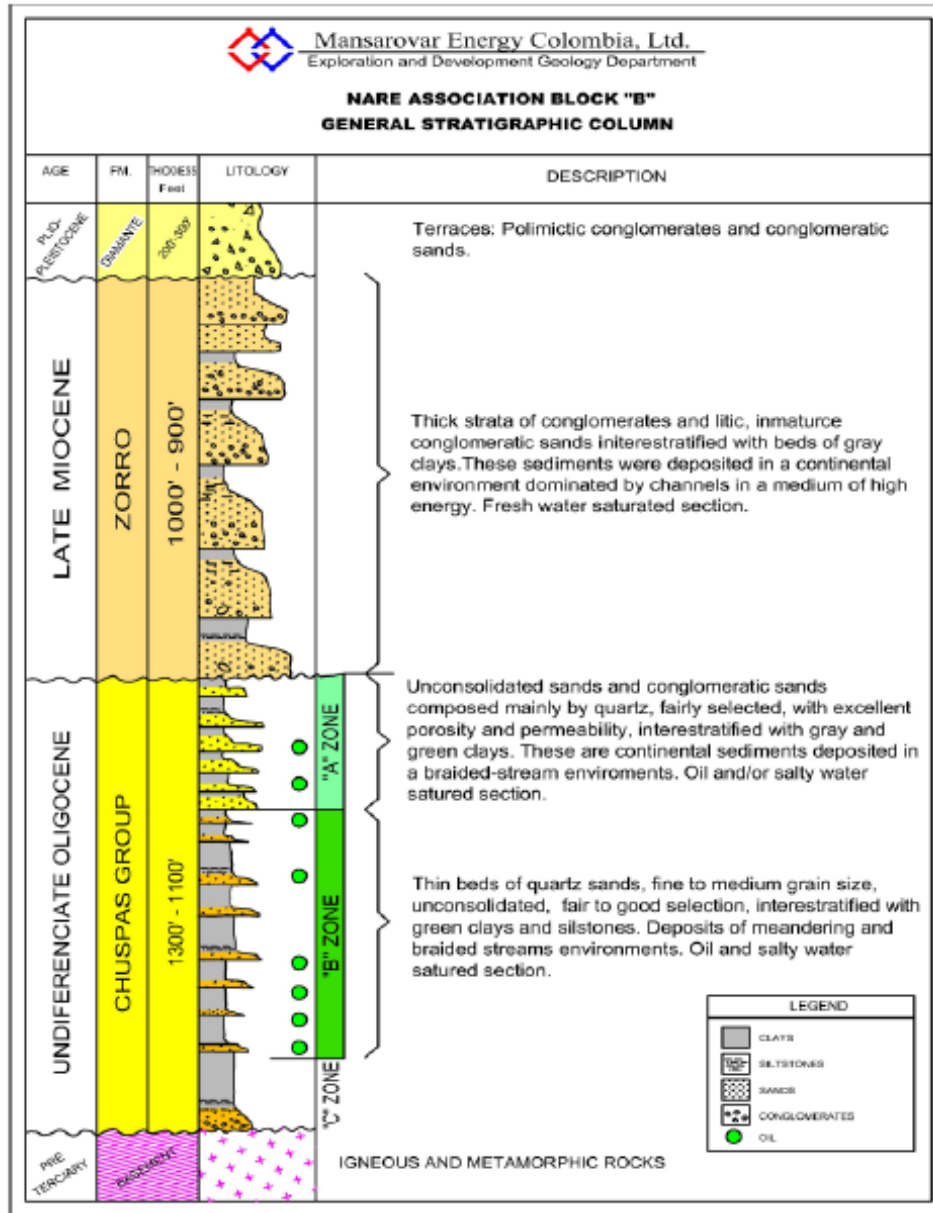 Mansarovar Energy Colombia, Ltd.
Exploration and Development Geology Department
NARE ASSOCIATION BLOCK "B"
GENERAL STRATIGRAPHIC COLUMN
AGE
FM.
Feet
LITOLOGY
DESCRIPTION
PLIO-
PLEISTOCENE
DIAMANTE
200'-300'
Terraces: Polimictic conglomerates and conglomeratic
sands.
LATE MIOCENE
ZORRO
1000' - 900'
Thick strata of conglomerates and litic, inmaturce
conglomeratic sands initerestratified with beds of gray
clays.These sediments were deposited in a continental
environment dominated by channels in a medium of high
energy. Fresh water saturated section.
UNDIFERENCIATE OLIGOCENE
CHUSPAS GROUP
1300' - 1100'
"A" ZONE
Unconsolidated sands and conglomeratic sands
composed mainly by quartz, fairly selected, with excellent
porosity and permeability, interestratified with gray and
green clays. These are continental sediments deposited in
a braided-stream enviroments. Oil and/or salty water
satured section.
"B" ZONE
Thin beds of quartz sands, fine to medium grain size,
unconsolidated, fair to good selection, interestratified with
green clays and silstones. Deposits of meandering and
braided streams environments. Oil and salty water
satured section.
"C" ZONE
LEGEND
CLAYS
SILTSTONES
SANDS
CONGLOMERATES
OIL
PRE
TERCIARY
BASEMENT
IGNEOUS AND METAMORPHIC ROCKS